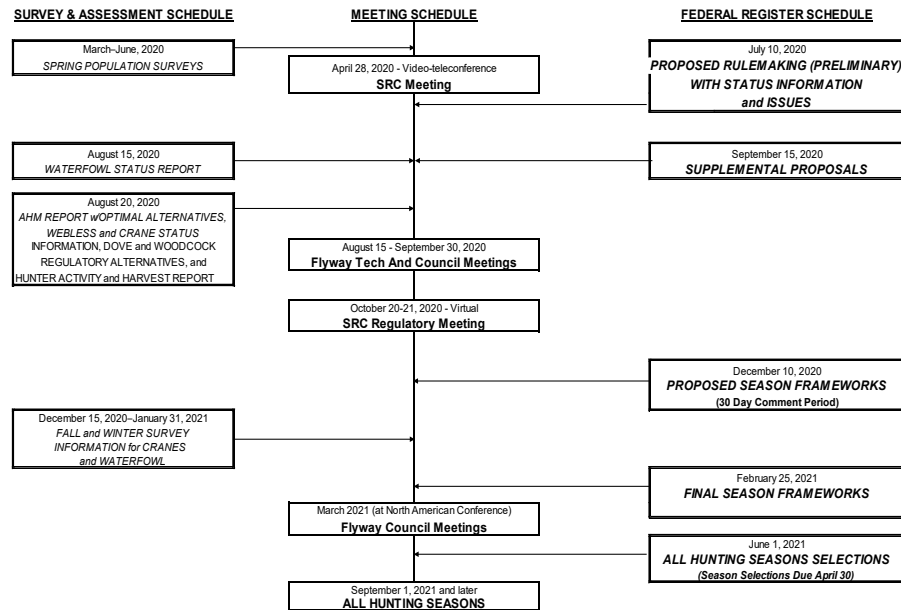 SURVEY & ASSESSMENT SCHEDULE
MEETING SCHEDULE
FEDERAL REGISTER SCHEDULE
March–June, 2020
SPRING POPULATION SURVEYS
April 28, 2020 - Video-teleconference
SRC Meeting
July 10, 2020
PROPOSED RULEMAKING (PRELIMINARY)
WITH STATUS INFORMATION
and ISSUES
August 15, 2020
WATERFOWL STATUS REPORT
September 15, 2020
SUPPLEMENTAL PROPOSALS
August 20, 2020
AHM REPORT w/OPTIMAL ALTERNATIVES,
WEBLESS and CRANE STATUS
INFORMATION, DOVE and WOODCOCK
REGULATORY ALTERNATIVES, and
HUNTER ACTIVITY and HARVEST REPORT
August 15 - September 30, 2020
Flyway Tech And Council Meetings
October 20-21, 2020 - Virtual
SRC Regulatory Meeting
December 10, 2020
PROPOSED SEASON FRAMEWORKS
(30 Day Comment Period)
December 15, 2020–January 31, 2021
FALL and WINTER SURVEY
INFORMATION for CRANES
and WATERFOWL
February 25, 2021
FINAL SEASON FRAMEWORKS
March 2021 (at North American Conference)
Flyway Council Meetings
June 1, 2021
ALL HUNTING SEASONS SELECTIONS
(Season Selections Due April 30)
September 1, 2021 and later
ALL HUNTING SEASONS